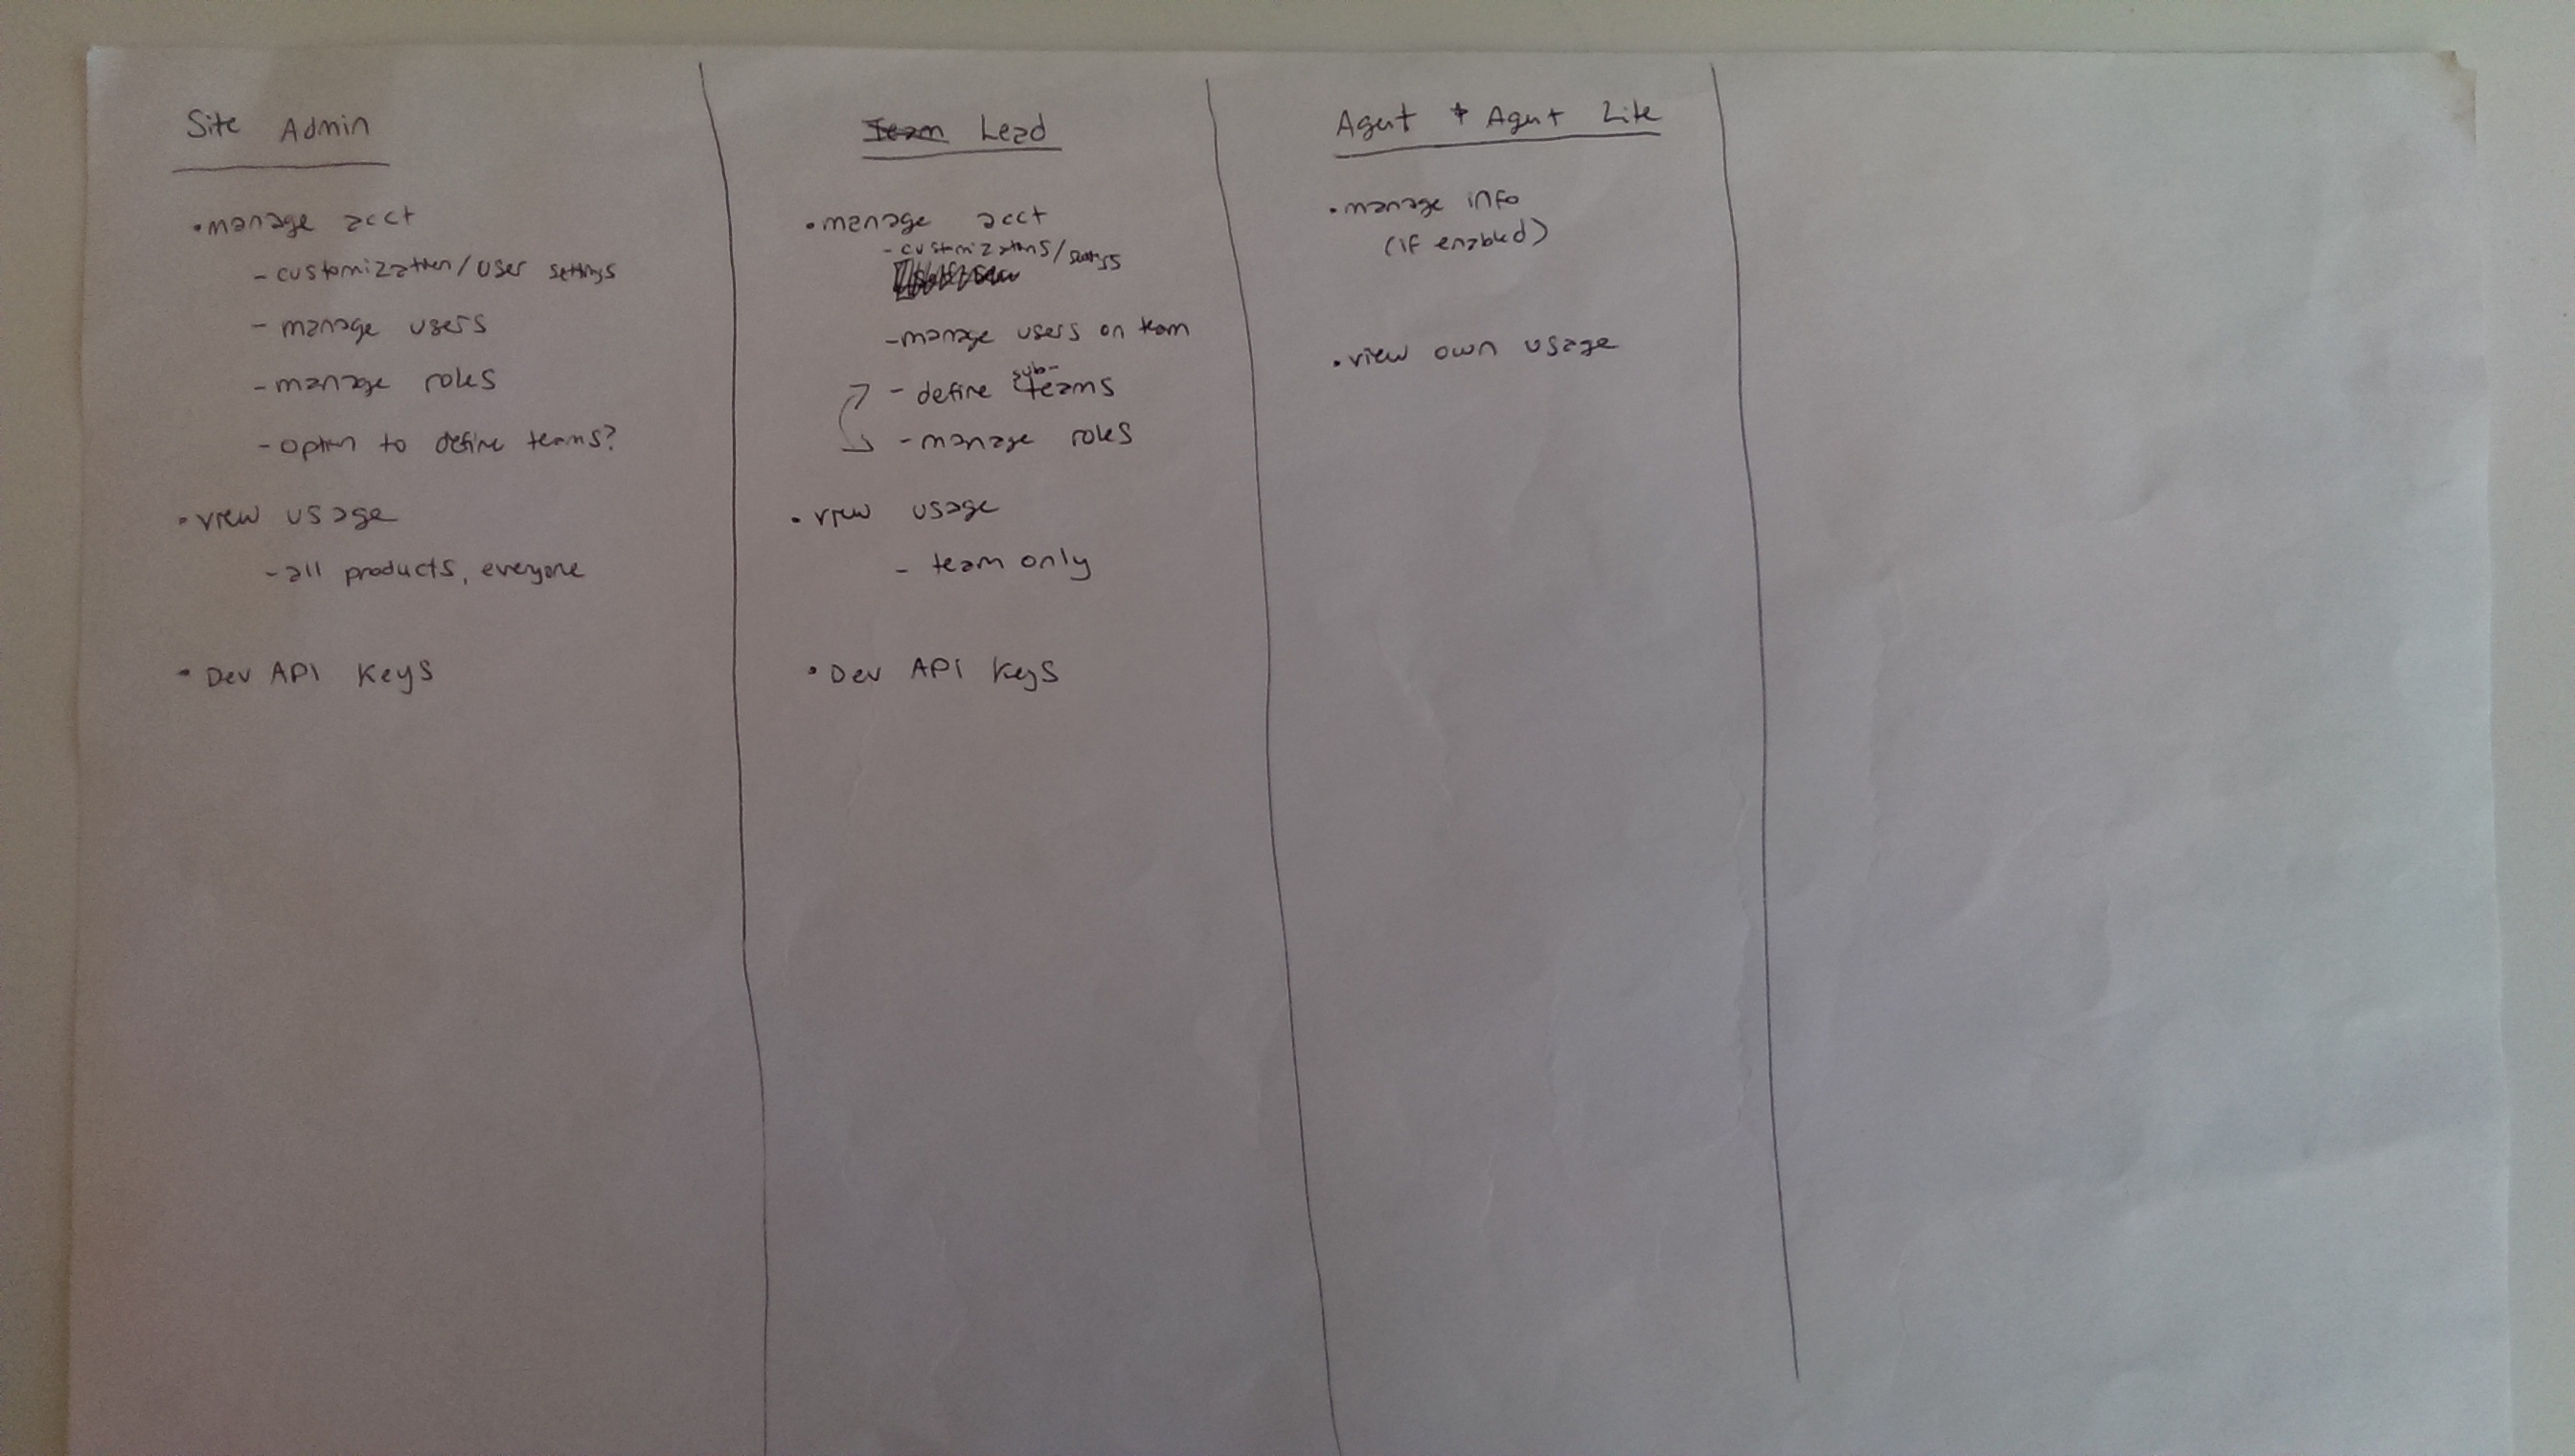 Site Admin
• manage acct
- customization/user settings
- manage users
- manage roles
- option to define teams?
• view usage
- all products, everyone
• Dev API Keys
Team Lead
• manage acct
- customizations/settings
- manage users on team
- define sub-teams
- manage roles
• view usage
- team only
• Dev API Keys
Agent + Agent Lite
• manage info
(if enabled)
• view own usage